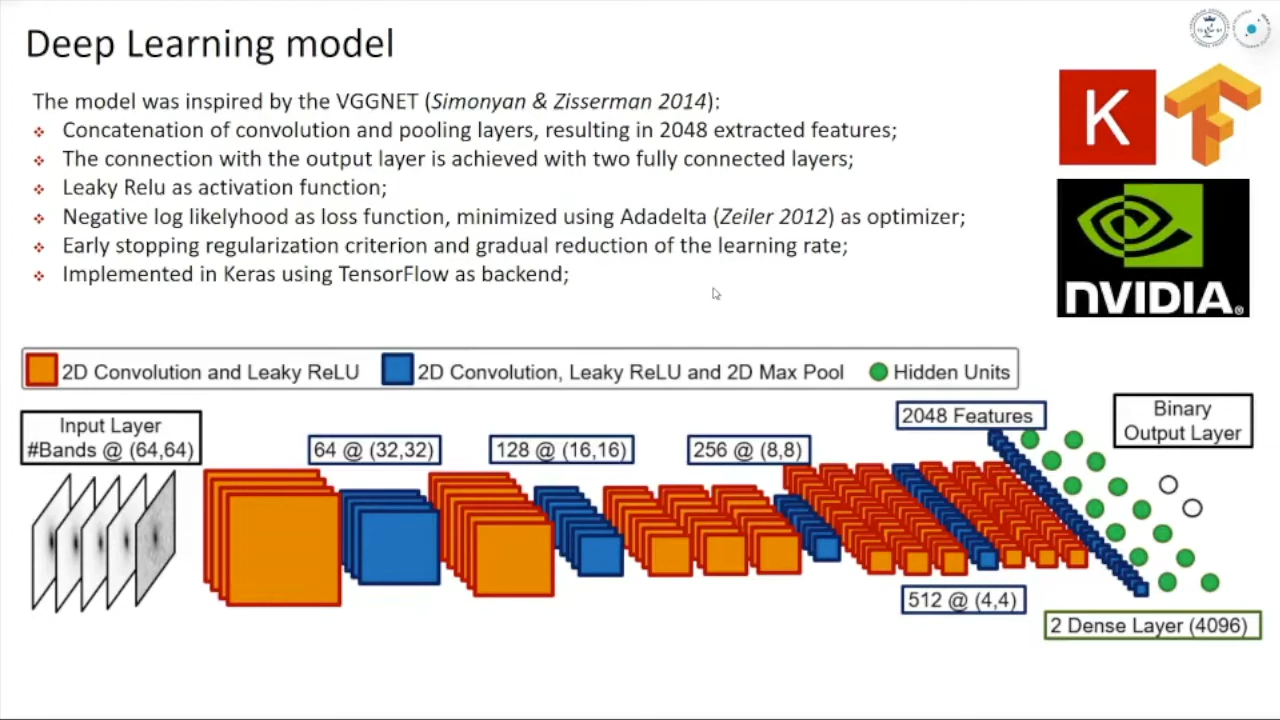 Deep Learning model
The model was inspired by the VGGNET (Simonyan & Zisserman 2014):
Concatenation of convolution and pooling layers, resulting in 2048 extracted features;
The connection with the output layer is achieved with two fully connected layers;
Leaky Relu as activation function;
Negative log likelyhood as loss function, minimized using Adadelta (Zeiler 2012) as optimizer;
Early stopping regularization criterion and gradual reduction of the learning rate;
Implemented in Keras using TensorFlow as backend;
K
NVIDIA®
2D Convolution and Leaky ReLU
2D Convolution, Leaky ReLU and 2D Max Pool
Hidden Units
Input Layer
#Bands @ (64,64)
64 @ (32,32)
128 @ (16,16)
256 @ (8,8)
2048 Features
Binary
Output Layer
512 @ (4,4)
2 Dense Layer (4096)